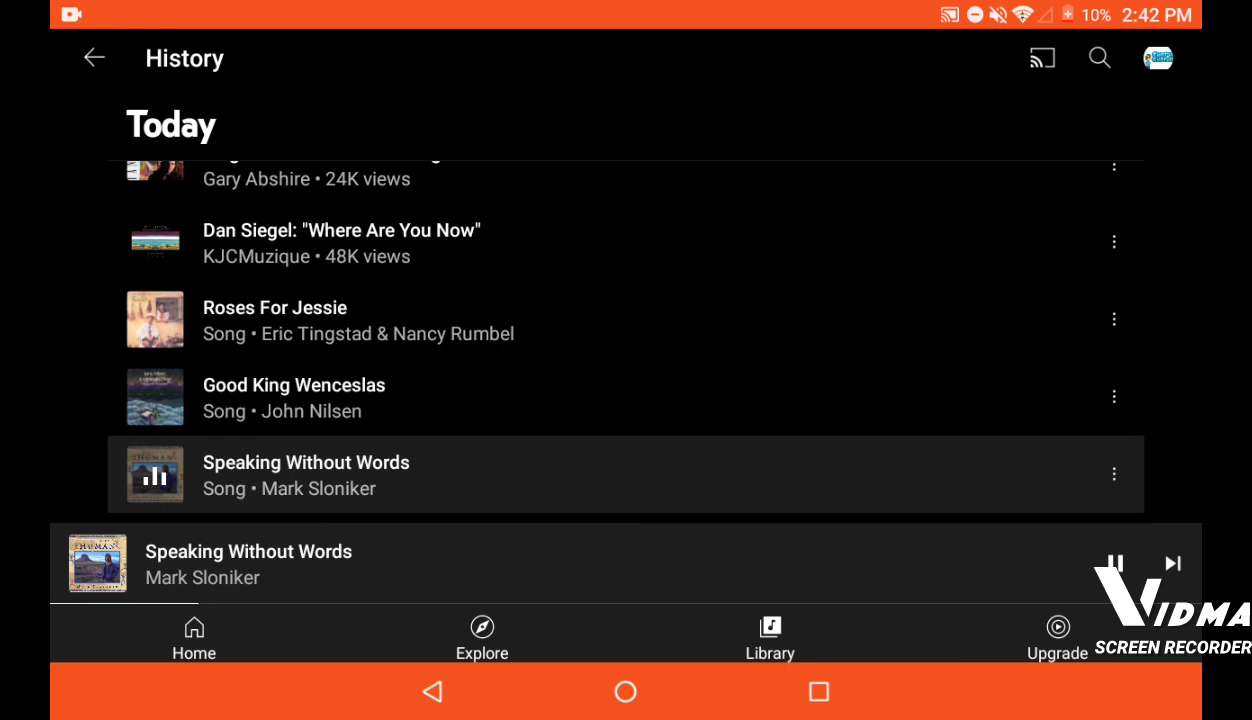 10% 2:42 PM
History
Today
Gary Abshire • 24K views
Dan Siegel: "Where Are You Now"
KJCMuzique • 48K views
Roses For Jessie
Song • Eric Tingstad & Nancy Rumbel
Good King Wenceslas
Song • John Nilsen
Speaking Without Words
Song • Mark Sloniker
Speaking Without Words
Mark Sloniker
Home Explore Library Upgrade
VIDMA
SCREEN RECORDER